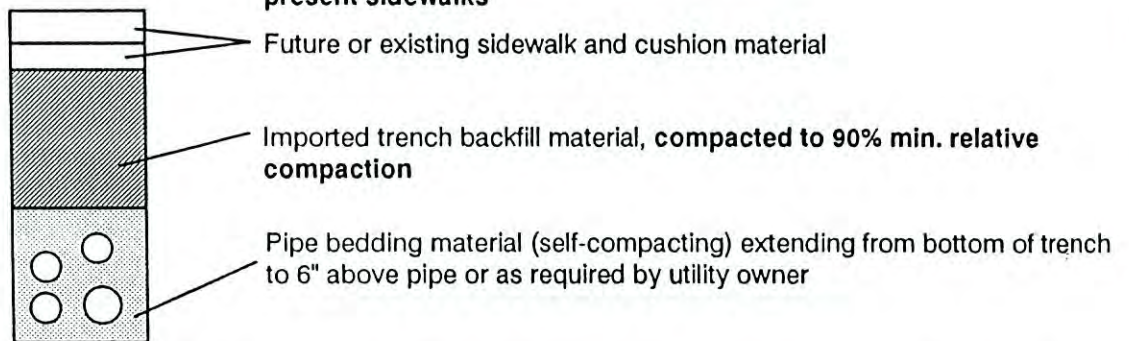 present sidewalks
Future or existing sidewalk and cushion material
Imported trench backfill material, compacted to 90% min. relative
compaction
Pipe bedding material (self-compacting) extending from bottom of trench
to 6" above pipe or as required by utility owner